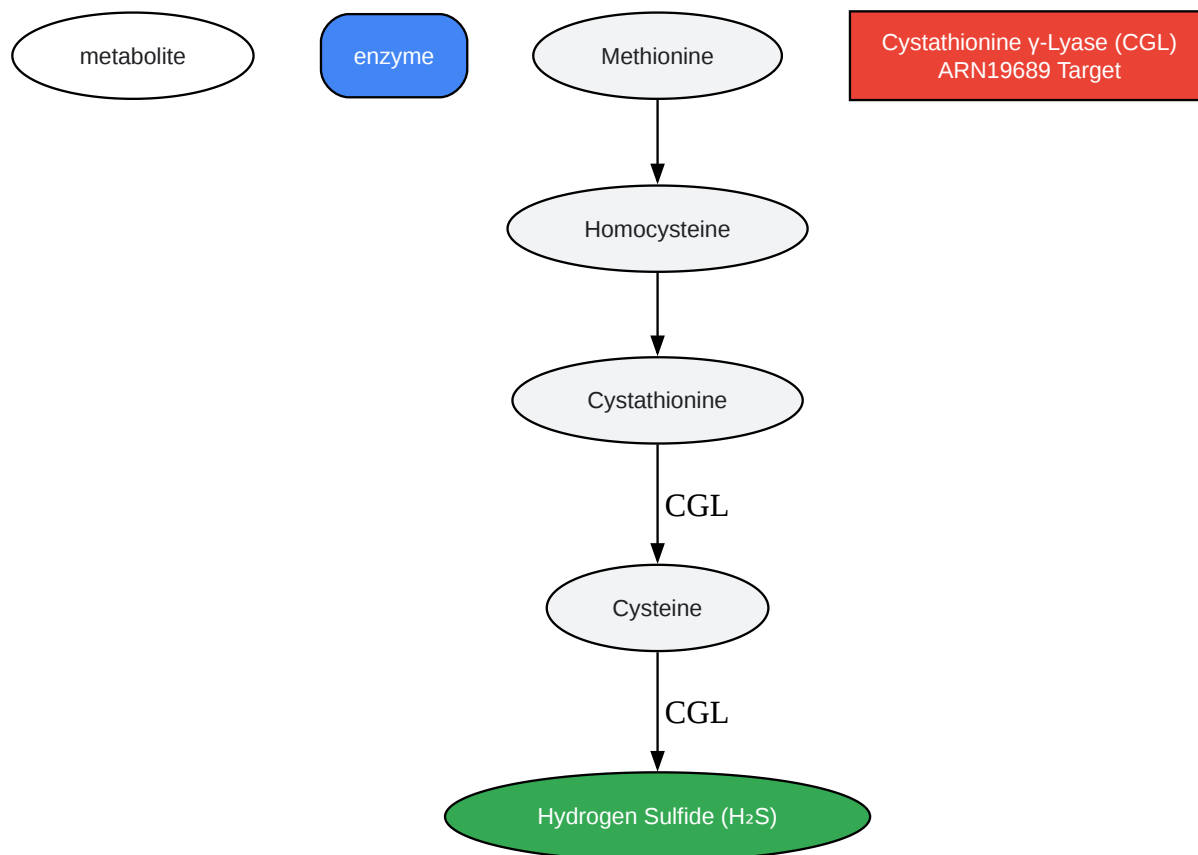 metabolite
enzyme
Methionine
Cystathionine γ-Lyase (CGL)
ARN19689 Target
Homocysteine
Cystathionine
CGL
Cysteine
CGL
Hydrogen Sulfide (H₂S)